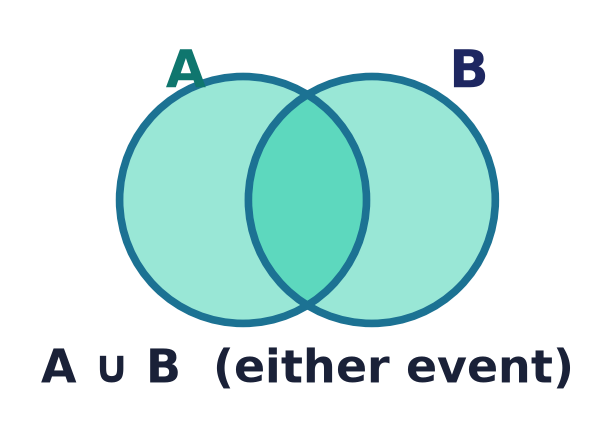 A B
A ∪ B (either event)